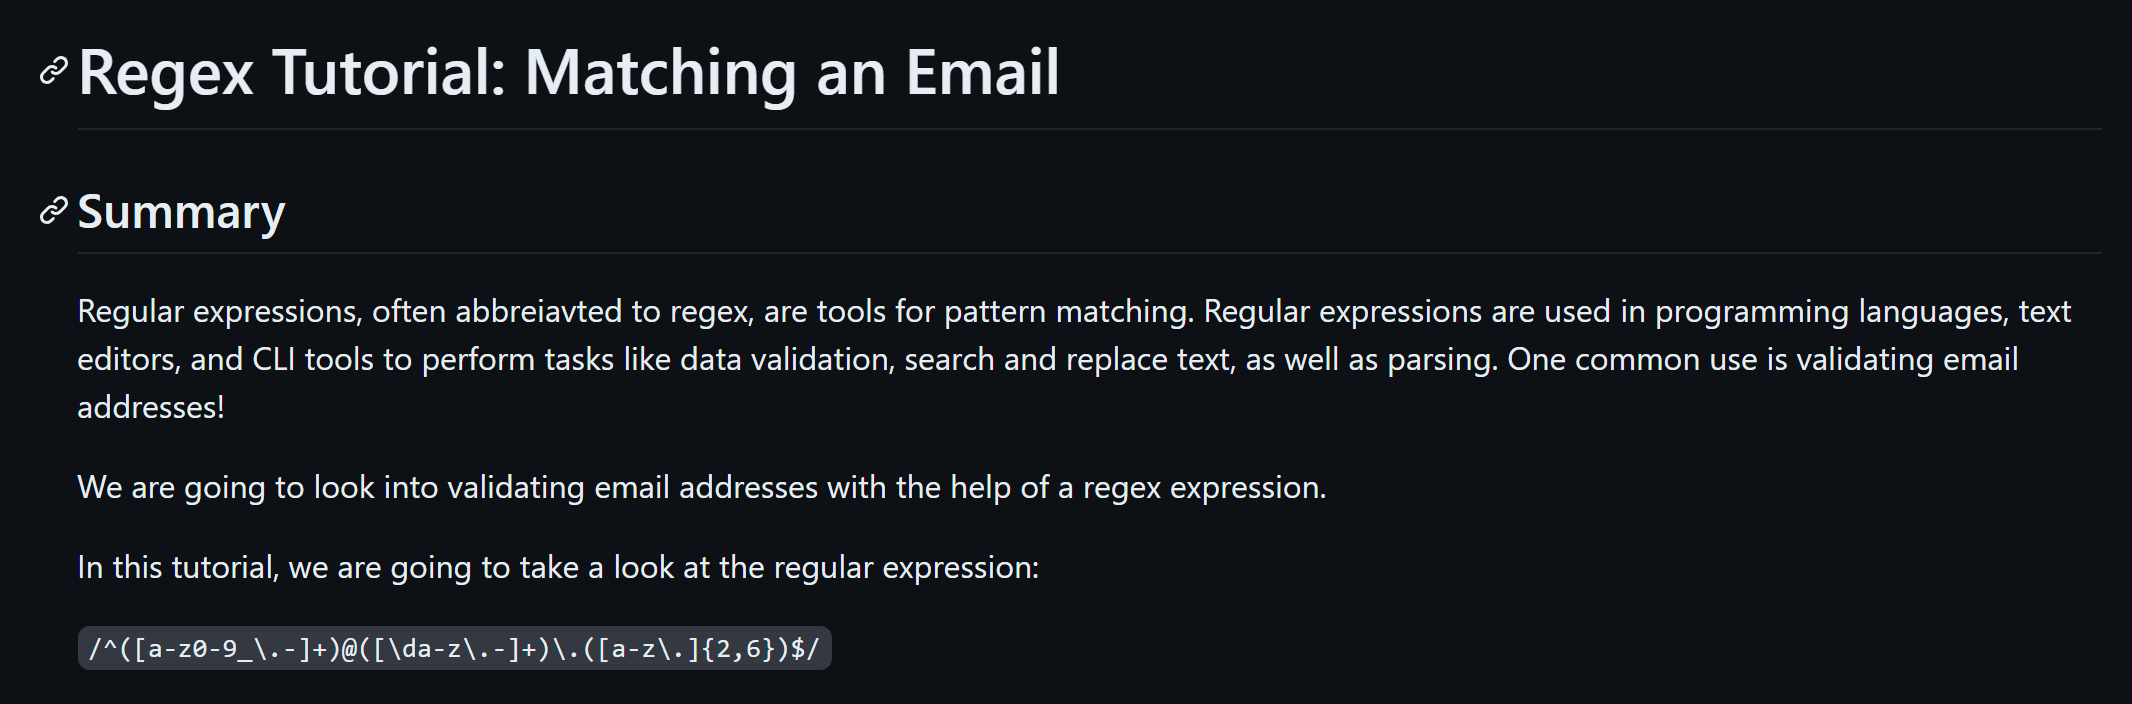 Regex Tutorial: Matching an Email
Summary
Regular expressions, often abbreiavted to regex, are tools for pattern matching. Regular expressions are used in programming languages, text
editors, and CLI tools to perform tasks like data validation, search and replace text, as well as parsing. One common use is validating email
addresses!
We are going to look into validating email addresses with the help of a regex expression.
In this tutorial, we are going to take a look at the regular expression:
/^([a-z0-9_\.-]+)@([\da-z\.-]+)\.([a-z\.]{2,6})$/